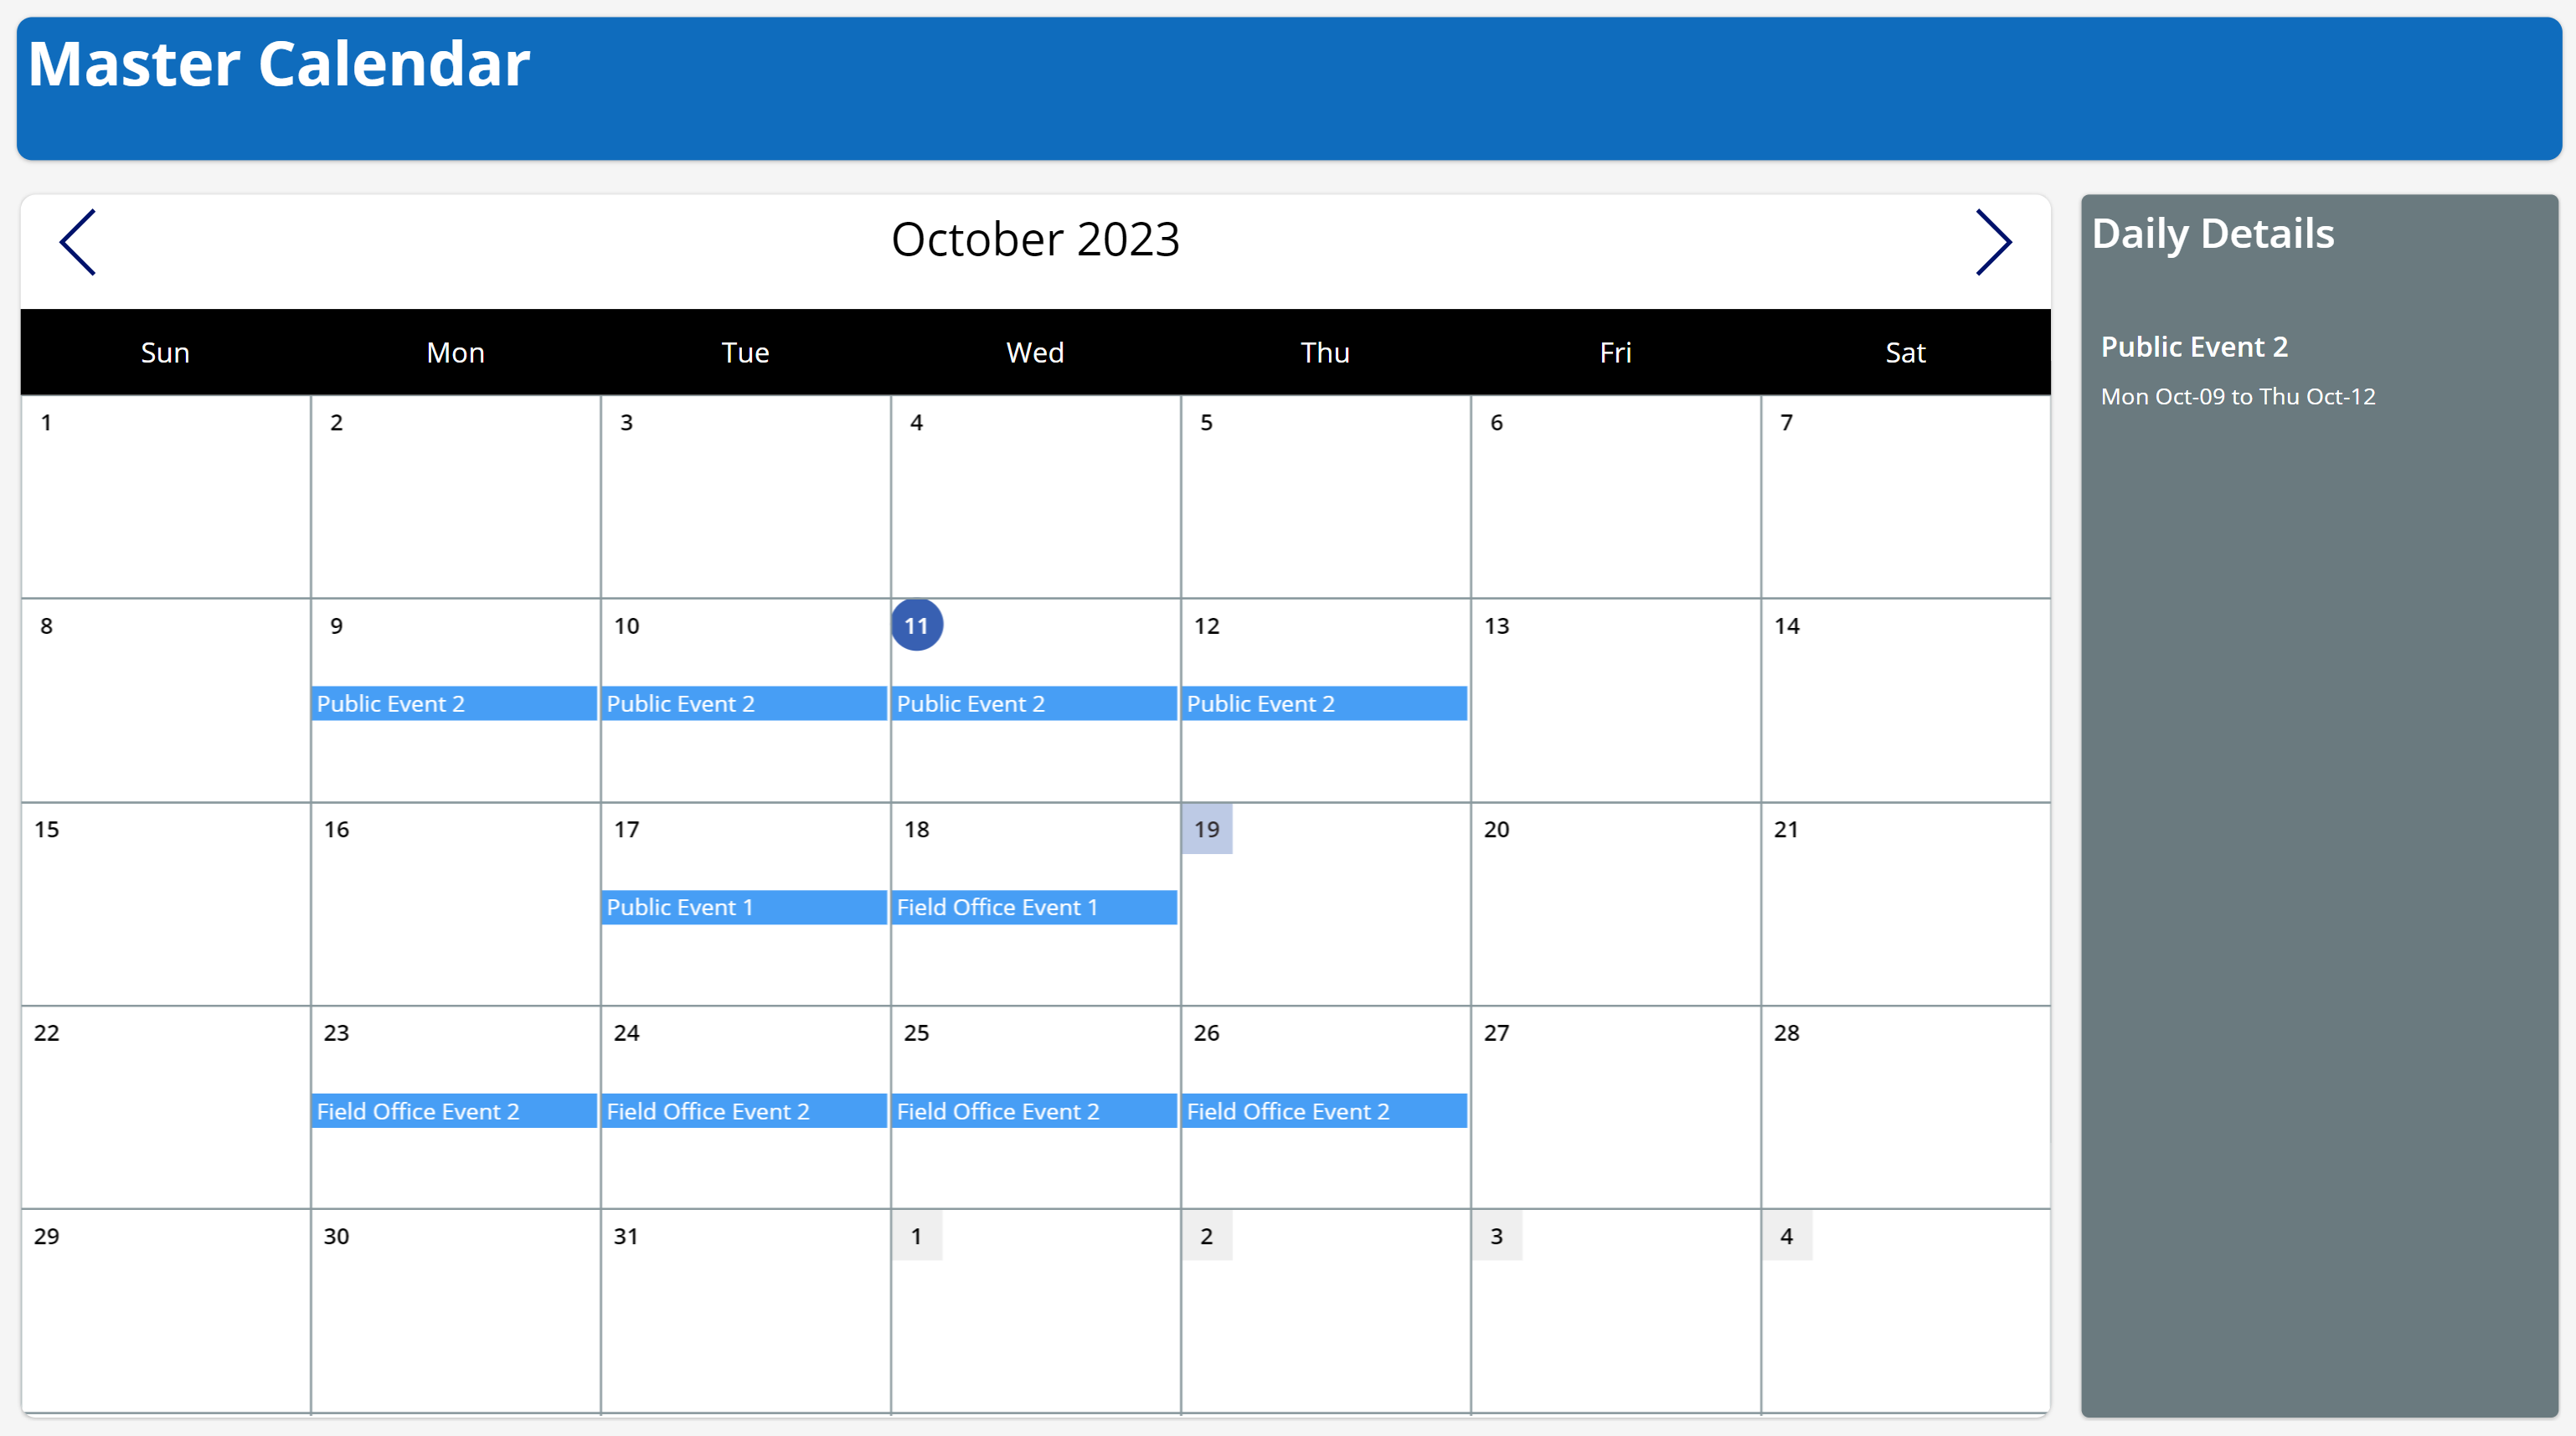 Master Calendar
October 2023
Sun Mon Tue Wed Thu Fri Sat
1 2 3 4 5 6 7
8 9 10 11 12 13 14
Public Event 2 Public Event 2 Public Event 2 Public Event 2
15 16 17 18 19 20 21
Public Event 1 Field Office Event 1
22 23 24 25 26 27 28
Field Office Event 2 Field Office Event 2 Field Office Event 2 Field Office Event 2
29 30 31 1 2 3 4
Daily Details
Public Event 2
Mon Oct-09 to Thu Oct-12